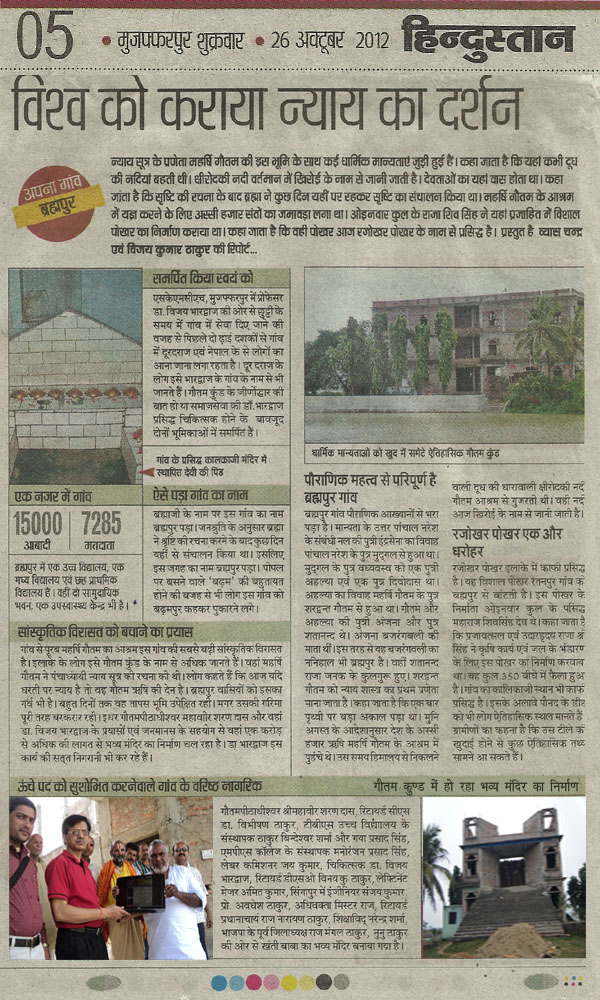 05 • मुजफ्फरपुर शुक्रवार • 26 अक्टूबर 2012 हिन्दुस्तान
विश्व को कराया न्याय का दर्शन
अपना गांव
ब्रह्मपुर
न्याय सूत्र के प्रणेता महर्षि गौतम की इस भूमि के साथ कई धार्मिक मान्यताएं जुड़ी हुई हैं। कहा जाता है कि यहां कभी दूध
की नदियां बहती थी। क्षीरोदकी नदी वर्तमान में खिरोई के नाम से जानी जाती है। देवताओं का यहां वास होता था। कहा
जाता है कि सृष्टि की रचना के बाद ब्रह्मा ने कुछ दिन यहीं पर रहकर सृष्टि का संचालन किया था। महर्षि गौतम के आश्रम
में यज्ञ करने के लिए अस्सी हजार संतों का जमावड़ा लगा था। ओइनवार कुल के राजा शिव सिंह ने यहां प्रजाहित में विशाल
पोखर का निर्माण कराया था। कहा जाता है कि वही पोखर आज रजोखर पोखर के नाम से प्रसिद्ध है। प्रस्तुत है व्यास चन्द्र
एवं विजय कुमार ठाकुर की रिपोर्ट...
समर्पित किया स्वयं को
एसकेएमसीएच, मुजफ्फरपुर में प्रोफेसर
डा. विजय भारद्वाज की ओर से छुट्टी के
समय में गांव में सेवा दिए जाने की
वजह से पिछले दो ढ़ाई दशकों से गांव
में दूरदराज एवं नेपाल के से लोगों का
आना जाना लगा रहता है। दूर दराज के
लोग इसे भारद्वाज के गांव के नाम से भी
जानते हैं। गौतम कुंड के जीर्णोद्धार की
बात हो या समाजसेवा की डॉ. भारद्वाज
प्रसिद्ध चिकित्सक होने के बावजूद
दोनों भूमिकाओं में समर्पित हैं।
गांव के प्रसिद्ध कालकाजी मंदिर में
स्थापित देवी की पिंड
धार्मिक मान्यताओं को खुद में समेटे ऐतिहासिक गौतम कुंड
एक नजर में गांव
15000 7285
आबादी मतदाता
ब्रह्मपुर में एक उच्च विद्यालय, एक
मध्य विद्यालय एवं छह प्राथमिक
विद्यालय हैं। वहीं दो सामुदायिक
भवन, एक उपस्वास्थ्य केन्द्र भी है।
ऐसे पड़ा गांव का नाम
ब्रह्माजी के नाम पर इस गांव का नाम
ब्रह्मपुर पड़ा। जनश्रुति के अनुसार ब्रह्मा
ने श्रृष्टि की रचना करने के बाद कुछ दिन
यहीं से संचालन किया था। इसलिए
इस जगह का नाम ब्रह्मपुर पड़ा। पीपल
पर बसने वाले 'बड़म' की बहुतायत
होने की वजह से भी लोग इस गांव को
बड़मपुर कहकर पुकारने लगे।
सांस्कृतिक विरासत को बचाने का प्रयास
गांव से पूरब महर्षि गौतम का आश्रम इस गांव की सबसे बड़ी सांस्कृतिक विरासत
है। इलाके के लोग इसे गौतम कुंड के नाम से अधिक जानते हैं। यहां महर्षि
गौतम ने पंचाध्यायी न्याय सूत्र की रचना की थी। लोग कहते हैं कि आज यदि
धरती पर न्याय है तो वह गौतम ऋषि की देन है। ब्रह्मपुर वासियों को इसका
गर्व भी है। बहुत दिनों तक वह तापस भूमि उपेक्षित रही। मगर उसकी गरिमा
पूरी तरह बरकरार रही। इधर गौतमपीठाधीश्वर महावीर शरण दास और वहां
डा. विजय भारद्वाज के प्रयासों एवं जनमानस के सहयोग से वहां एक करोड़
से अधिक की लागत से भव्य मंदिर का निर्माण चल रहा है। डा भारद्वाज इस
कार्य की सतत् निगरानी भी कर रहे हैं।
पौराणिक महत्व से परिपूर्ण है
ब्रह्मपुर गांव
ब्रह्मपुर गांव पौराणिक आख्यानों से भरा
पड़ा है। मान्यता के उत्तर पांचाल नरेश
के संबंधी नल की पुत्री इंद्रसेना का विवाह
पांचाल नरेश के पुत्र मुद्गल से हुआ था।
मुद्गल के पुत्र वध्यश्व को एक पुत्री
अहल्या एवं एक पुत्र दिवोदास था।
अहल्या का विवाह महर्षि गौतम के पुत्र
शरद्वन्त गौतम से हुआ था। गौतम और
अहल्या की पुत्री अंजना और पुत्र
शतानन्द थे। अंजना बजरंगबली की
माता थीं। इस तरह से वह बजरंगबली का
ननिहाल भी ब्रह्मपुर है। वहीं शतानन्द
राजा जनक के कुलगुरू हुए। शरद्वन्त
गौतम को न्याय शास्त्र का प्रथम प्रणेता
माना जाता है। कहा जाता है कि एक बार
पृथ्वी पर बड़ा अकाल पड़ा था। मुनि
अगस्त के आदेशानुसार देश के अस्सी
हजार ऋषि महर्षि गौतम के आश्रम में
पहुंचे थे। उस समय हिमालय से निकलने
वाली दूध की धारावाली क्षीरोदकी नदी
गौतम आश्रम से गुजरती थी। वही नदी
आज खिरोई के नाम से जानी जाती है।
रजोखर पोखर एक और
धरोहर
रजोखर पोखर इलाके में काफी प्रसिद्ध
है। यह विशाल पोखर रतनपुर गांव को
ब्रह्मपुर से बांटती है। इस पोखर के
निर्माता ओइनवार कुल के प्रसिद्ध
महाराज शिवसिंह देव थे। कहा जाता है
कि प्रजावत्सल एवं उदारहृदय राजा श्री
सिंह ने कृषि कार्य एवं जल के भंडारण
के लिए इस पोखर का निर्माण करवाया
था। यह कुल 350 बीघे में फैला हुआ
है। गांव का कालिकाजी स्थान भी काफी
प्रसिद्ध है। इसके अलावे पौनद के डीह
को भी लोग ऐतिहासिक स्थल मानते हैं।
ग्रामीणों का कहना है कि उस टीले की
खुदाई होने से कुछ ऐतिहासिक तथ्य
सामने आ सकते हैं।
ऊंचे पद को सुशोभित करनेवाले गांव के वरिष्ठ नागरिक
गौतमपीठाधीश्वर श्रीमहावीर शरण दास, रिटायर्ड सीएस
डा. विभीषण ठाकुर, टीबीएस उच्च विद्यालय के
संस्थापक ठाकुर बिन्देश्वर शर्मा और गया प्रसाद सिंह,
एमपीएस कॉलेज के संस्थापक मनोरंजन प्रसाद सिंह,
लेबर कमिशनर जय कुमार, चिकित्सक डा. विजय
भारद्वाज, रिटायर्ड डीएसओ विनय कु ठाकुर, लेफ्टिनेंट
मेजर अमित कुमार, सिंगापुर में इंजीनियर संजय कुमार,
प्रो. अवधेश ठाकुर, अधिवक्ता मिस्टर राज, रिटायर्ड
प्रधानाचार्य राज नारायण ठाकुर, शिक्षाविद् नरेन्द्र शर्मा,
भाजपा के पूर्व जिलाध्यक्ष राज मंगल ठाकुर, नुनु ठाकुर
की ओर से खंती बाबा का भव्य मंदिर बनाया गया है।
गौतम कुण्ड में हो रहा भव्य मंदिर का निर्माण